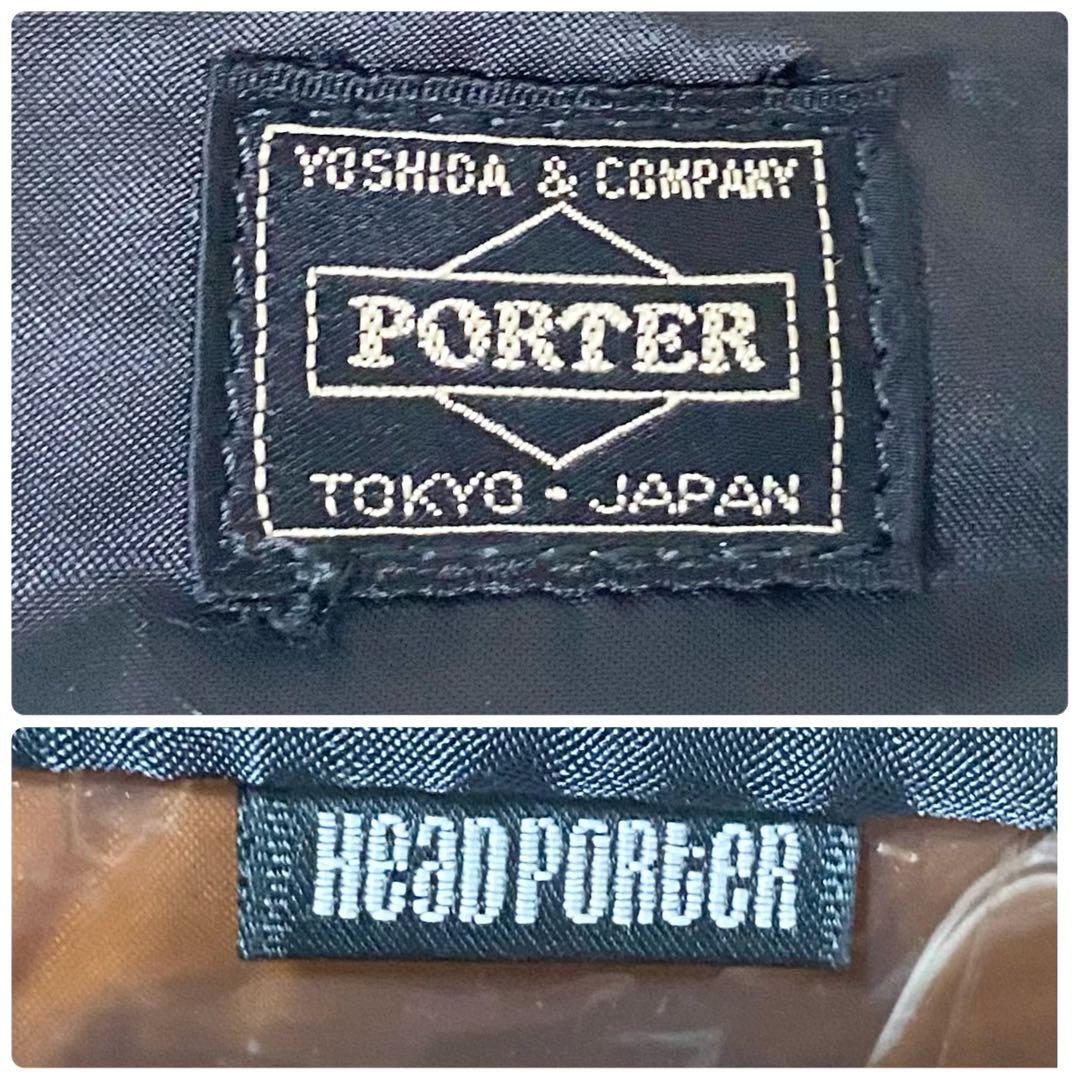 YOSHIDA & COMPANY
PORTER
TOKYO · JAPAN
HeaDPORteR